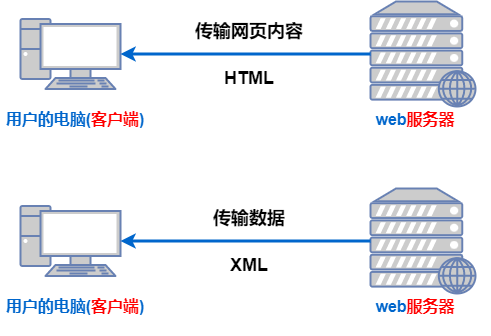 传输网页内容
HTML
用户的电脑(客户端)
web服务器
传输数据
XML
用户的电脑(客户端)
web服务器